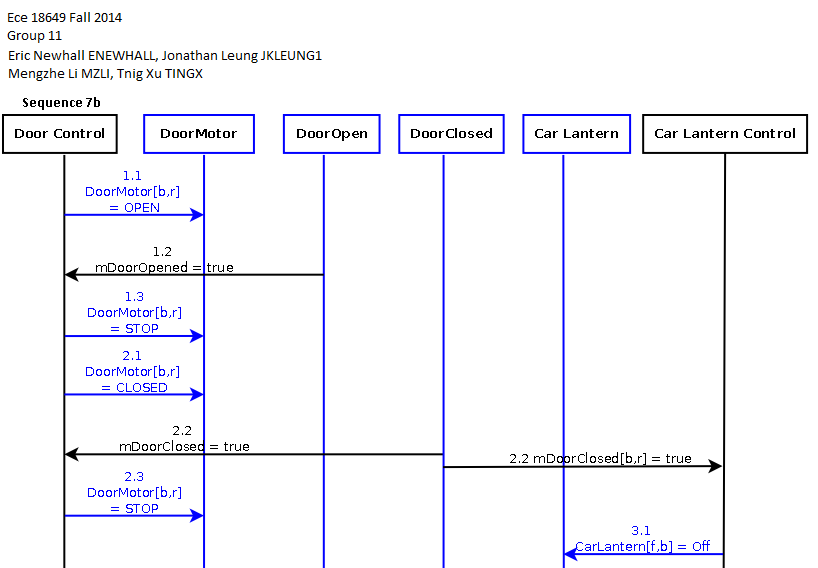 Ece 18649 Fall 2014
Group 11
Eric Newhall ENEWHALL, Jonathan Leung JKLEUNG1
Mengzhe Li MZLI, Tnig Xu TINGX
Sequence 7b
Door Control
DoorMotor
DoorOpen
DoorClosed
Car Lantern
Car Lantern Control
1.1
DoorMotor[b,r]
= OPEN
1.2
mDoorOpened = true
1.3
DoorMotor[b,r]
= STOP
2.1
DoorMotor[b,r]
= CLOSED
2.2
mDoorClosed = true
2.2 mDoorClosed[b,r] = true
2.3
DoorMotor[b,r]
= STOP
3.1
CarLantern[f,b] = Off